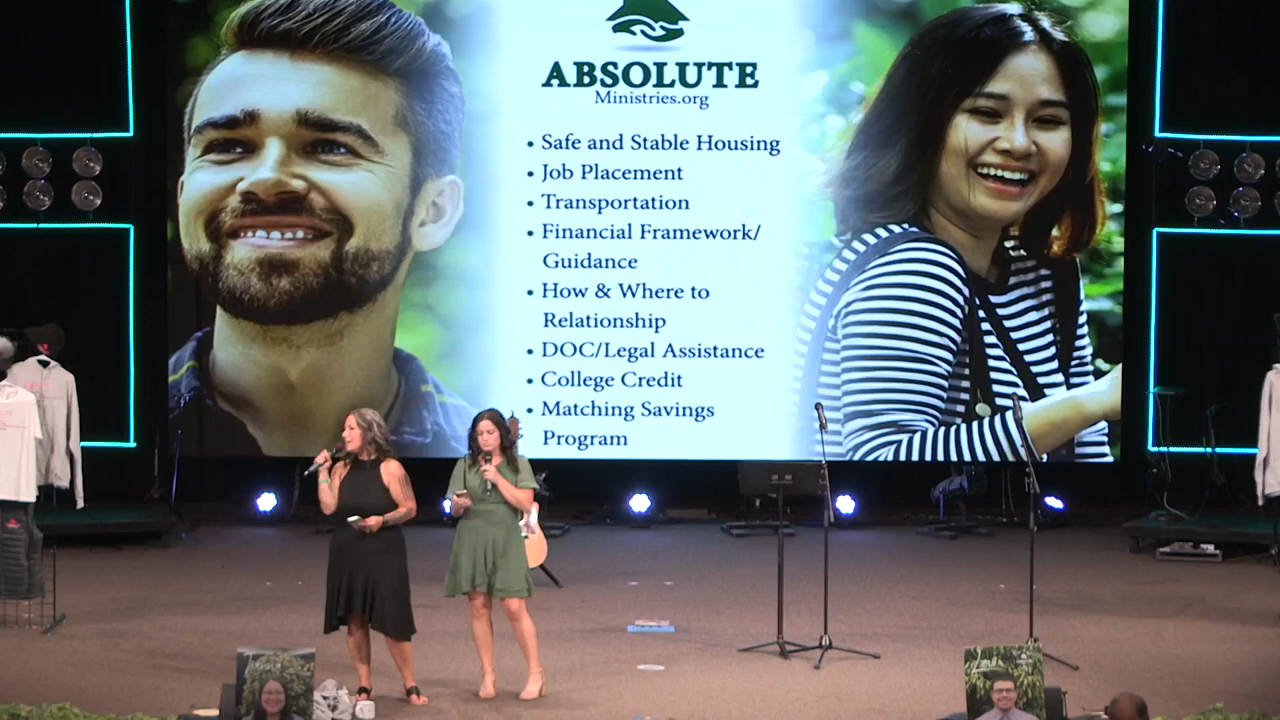 ABSOLUTE
Ministries.org
• Safe and Stable Housing
• Job Placement
• Transportation
• Financial Framework/
Guidance
• How & Where to
Relationship
• DOC/Legal Assistance
• College Credit
• Matching Savings
Program